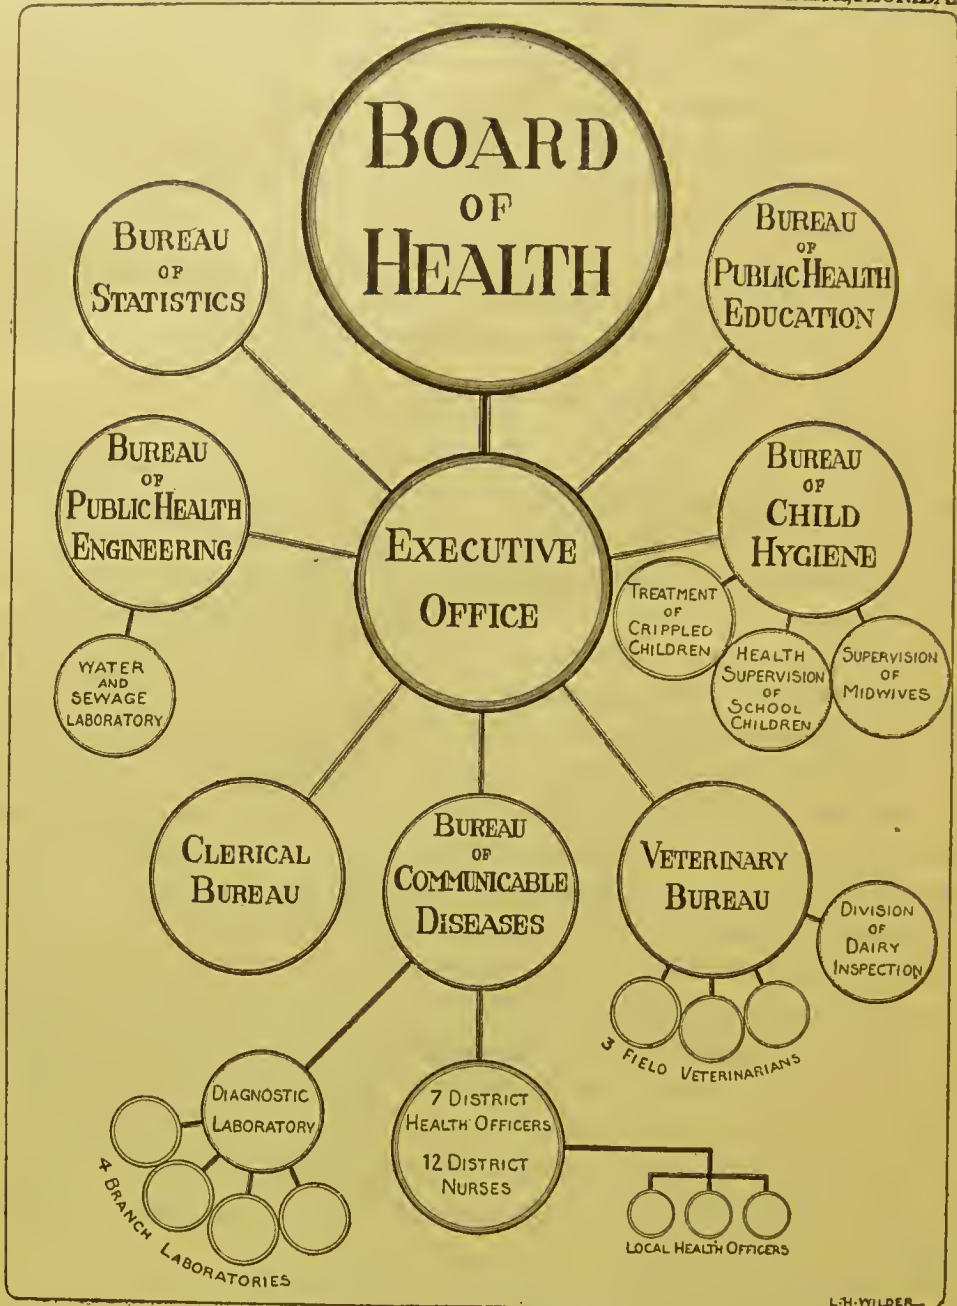 BOARD
OF
HEALTH
BUREAU
OF
STATISTICS
BUREAU
OF
PUBLIC HEALTH
EDUCATION
BUREAU
OF
PUBLIC HEALTH
ENGINEERING
WATER
AND
SEWAGE
LABORATORY
EXECUTIVE
OFFICE
BUREAU
OF
CHILD
HYGIENE
TREATMENT
OF
CRIPPLED
CHILDREN
HEALTH
SUPERVISION
OF
SCHOOL
CHILDREN
SUPERVISION
OF
MIDWIVES
CLERICAL
BUREAU
BUREAU
OF
COMMUNICABLE
DISEASES
VETERINARY
BUREAU
DIVISION
OF
DAIRY
INSPECTION
3 FIELD VETERINARIANS
DIAGNOSTIC
LABORATORY
4 BRANCH LABORATORIES
7 DISTRICT
HEALTH OFFICERS
12 DISTRICT
NURSES
LOCAL HEALTH OFFICERS
L.H. WILDER